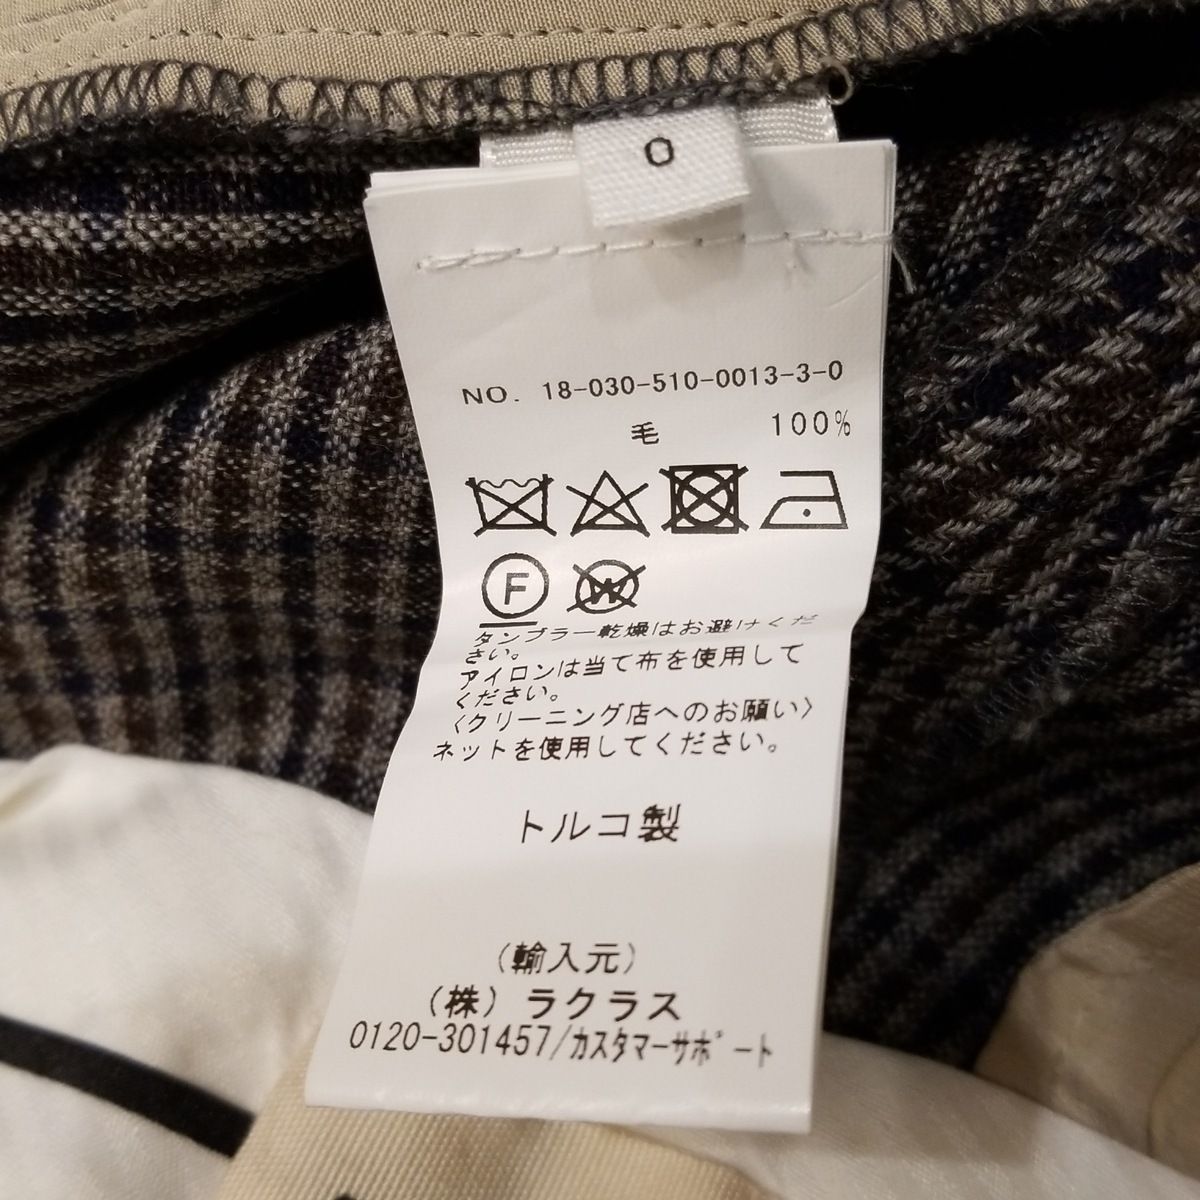 0
NO. 18-030-510-0013-3-0
毛 100%
F W
タンブラー乾燥はお避けくだ
さい。
アイロンは当て布を使用して
ください。
〈クリーニング店へのお願い〉
ネットを使用してください。
トルコ製
(輸入元)
(株) ラクラス
0120-301457/ｶｽﾀﾏｰｻﾎﾟｰﾄ